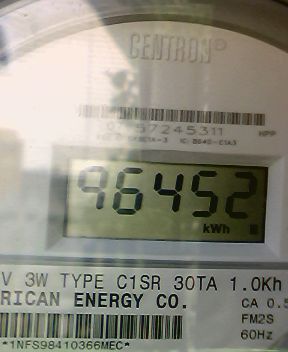 CENTRON®
57245311
HPP
96452
kWh
V 3W TYPE C1SR 30TA 1.0Kh
RICAN ENERGY CO.
CA 0.5
FM2S
60Hz
*1NFS98410366MEC*